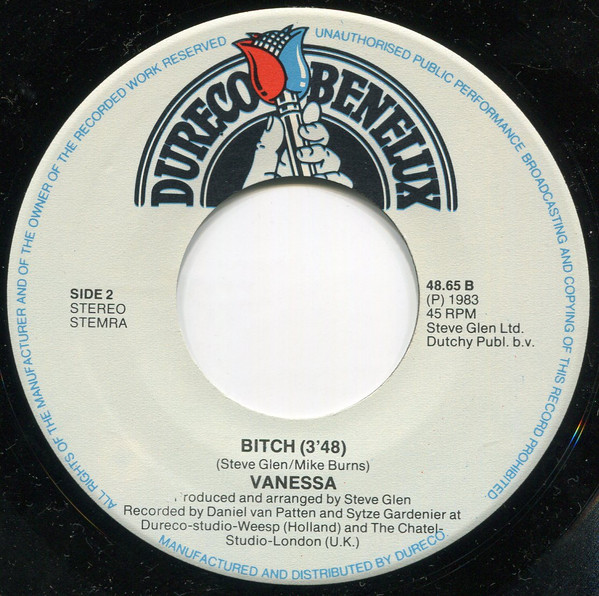 ALL RIGHTS OF THE MANUFACTURER AND OF THE OWNER OF THE RECORDED WORK RESERVED
UNAUTHORISED PUBLIC PERFORMANCE BROADCASTING AND COPYING OF THIS RECORD PROHIBITED
DURECO BENELUX
SIDE 2
STEREO
STEMRA
48.65 B
(P) 1983
45 RPM
Steve Glen Ltd.
Dutchy Publ. b.v.
BITCH (3'48)
(Steve Glen/Mike Burns)
VANESSA
Produced and arranged by Steve Glen
Recorded by Daniel van Patten and Sytze Gardenier at
Dureco-studio-Weesp (Holland) and The Chatel-
Studio-London (U.K.)
MANUFACTURED AND DISTRIBUTED BY DURECO